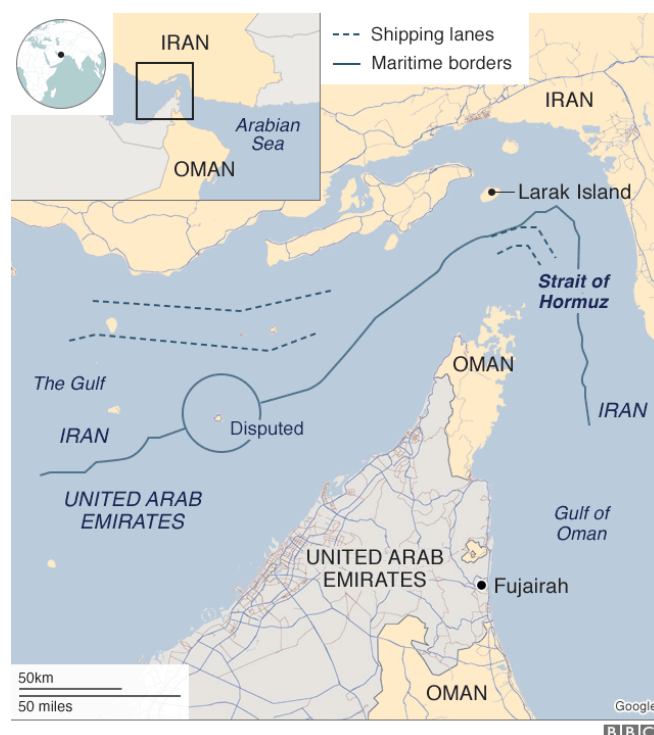 IRAN
Arabian
Sea
OMAN
Shipping lanes
Maritime borders
IRAN
Larak Island
Strait of
Hormuz
OMAN
The Gulf
IRAN
Disputed
IRAN
UNITED ARAB
EMIRATES
Gulf of
Oman
UNITED ARAB
EMIRATES
Fujairah
OMAN
50km
50 miles
Google
BBC